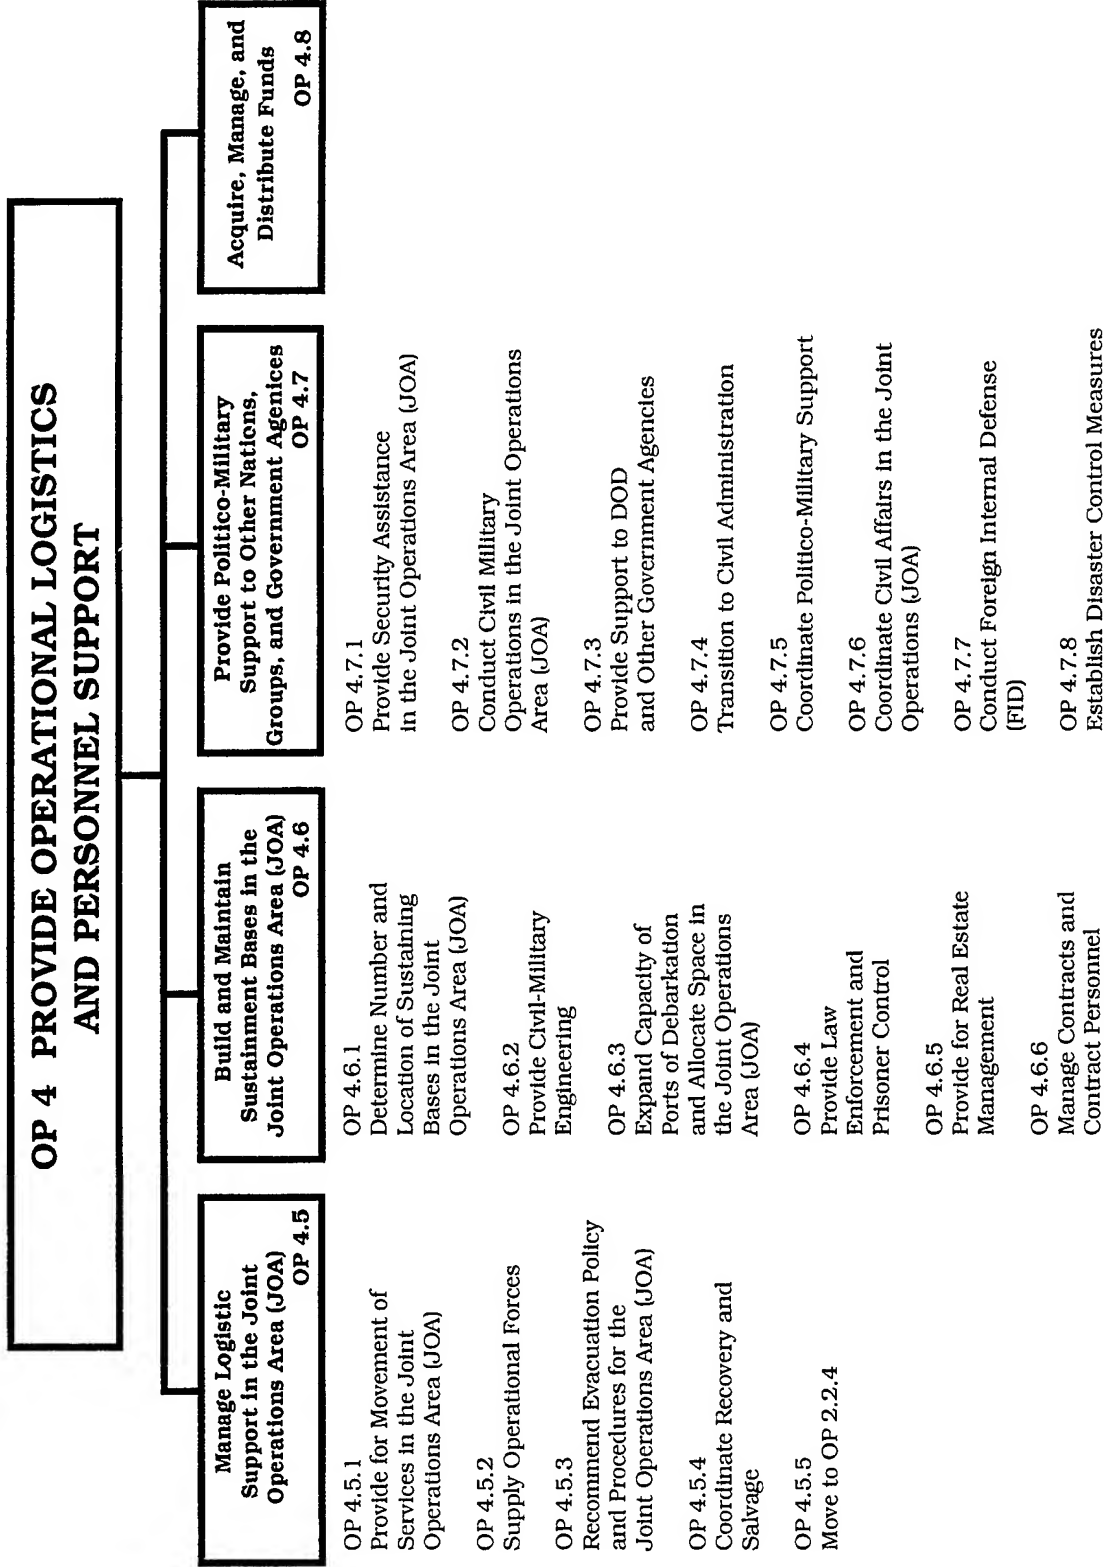 OP 4 PROVIDE OPERATIONAL LOGISTICS
AND PERSONNEL SUPPORT
Manage Logistic
Support in the Joint
Operations Area (JOA)
OP 4.5
OP 4.5.1
Provide for Movement of
Services in the Joint
Operations Area (JOA)
OP 4.5.2
Supply Operational Forces
OP 4.5.3
Recommend Evacuation Policy
and Procedures for the
Joint Operations Area (JOA)
OP 4.5.4
Coordinate Recovery and
Salvage
OP 4.5.5
Move to OP 2.2.4
Build and Maintain
Sustainment Bases in the
Joint Operations Area (JOA)
OP 4.6
OP 4.6.1
Determine Number and
Location of Sustaining
Bases in the Joint
Operations Area (JOA)
OP 4.6.2
Provide Civil-Military
Engineering
OP 4.6.3
Expand Capacity of
Ports of Debarkation
and Allocate Space in
the Joint Operations
Area (JOA)
OP 4.6.4
Provide Law
Enforcement and
Prisoner Control
OP 4.6.5
Provide for Real Estate
Management
OP 4.6.6
Manage Contracts and
Contract Personnel
Provide Politico-Military
Support to Other Nations,
Groups, and Government Agenices
OP 4.7
OP 4.7.1
Provide Security Assistance
in the Joint Operations Area (JOA)
OP 4.7.2
Conduct Civil Military
Operations in the Joint Operations
Area (JOA)
OP 4.7.3
Provide Support to DOD
and Other Government Agencies
OP 4.7.4
Transition to Civil Administration
OP 4.7.5
Coordinate Politico-Military Support
OP 4.7.6
Coordinate Civil Affairs in the Joint
Operations (JOA)
OP 4.7.7
Conduct Foreign Internal Defense
(FID)
OP 4.7.8
Establish Disaster Control Measures
Acquire, Manage, and
Distribute Funds
OP 4.8